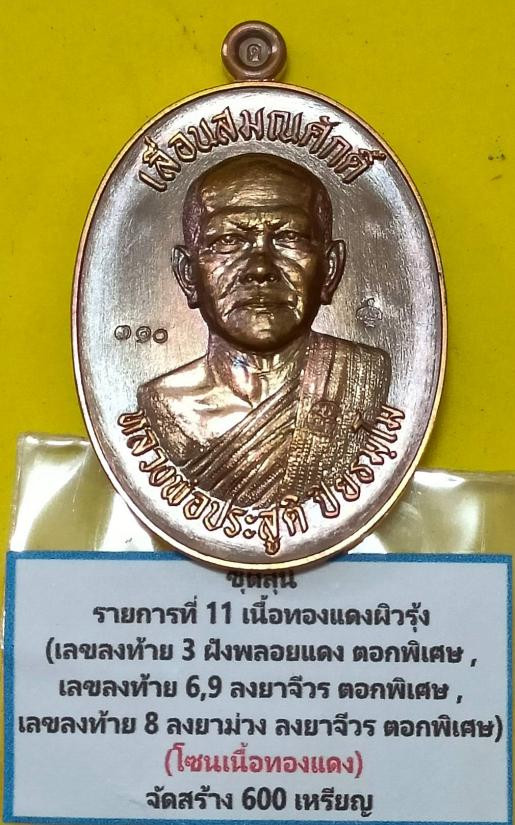 ด
เลื่อนสมณศักดิ์
๓๑๐
หลวงพ่อประสูติ ปิยธมฺโม
ชุดลุ้น
รายการที่ 11 เนื้อทองแดงผิวรุ้ง
(เลขลงท้าย 3 ฝังพลอยแดง ตอกพิเศษ ,
เลขลงท้าย 6,9 ลงยาจีวร ตอกพิเศษ ,
เลขลงท้าย 8 ลงยาม่วง ลงยาจีวร ตอกพิเศษ)
(โซนเนื้อทองแดง)
จัดสร้าง 600 เหรียญ